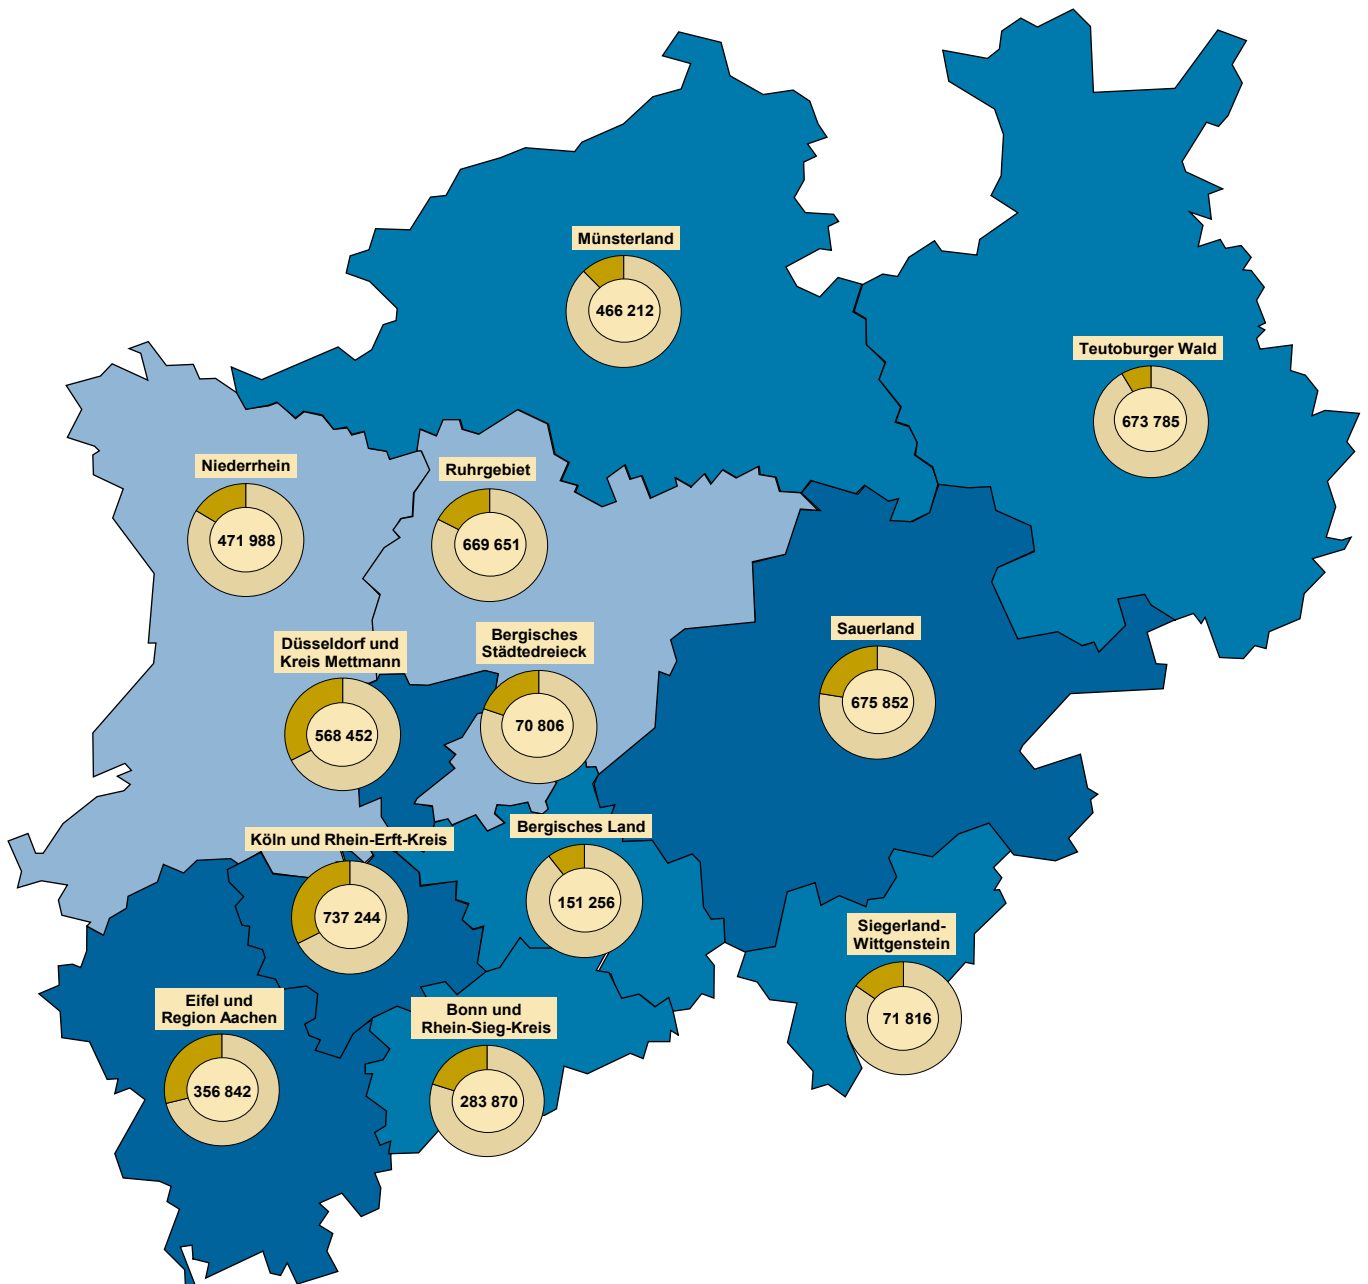 Münsterland
466 212
Teutoburger Wald
673 785
Niederrhein
471 988
Ruhrgebiet
669 651
Düsseldorf und
Kreis Mettmann
568 452
Bergisches
Städtedreieck
70 806
Sauerland
675 852
Köln und Rhein-Erft-Kreis
737 244
Bergisches Land
151 256
Siegerland-
Wittgenstein
71 816
Eifel und
Region Aachen
356 842
Bonn und
Rhein-Sieg-Kreis
283 870